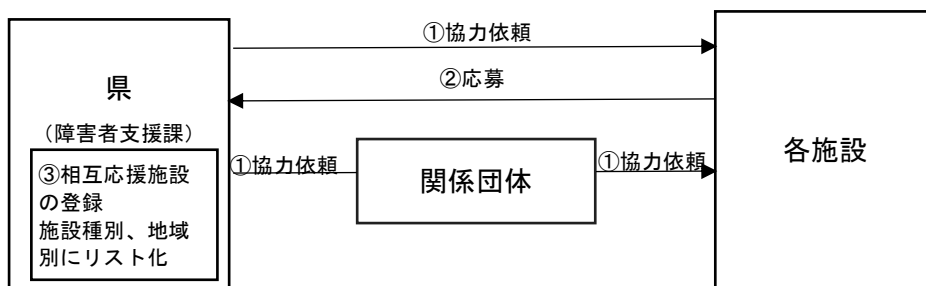 ①協力依頼
②応募
県
(障害者支援課)
③相互応援施設
の登録
施設種別、地域
別にリスト化
①協力依頼
関係団体
①協力依頼
各施設